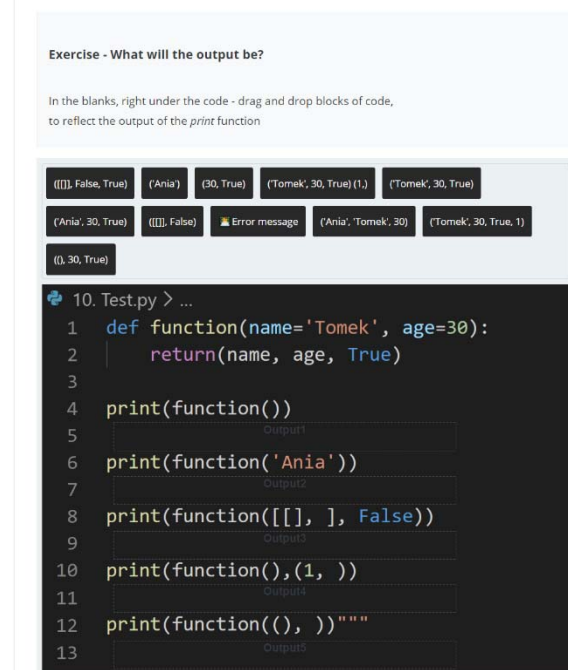 Exercise - What will the output be?
In the blanks, right under the code - drag and drop blocks of code,
to reflect the output of the print function
([[]], False, True) ('Ania') (30, True) ('Tomek', 30, True) (1,) ('Tomek', 30, True)
('Ania', 30, True) ([[]], False) Error message ('Ania', 'Tomek', 30) ('Tomek', 30, True, 1)
((), 30, True)
10. Test.py > ...
1 def function(name='Tomek', age=30):
2 return(name, age, True)
3
4 print(function())
5 Output1
6 print(function('Ania'))
7 Output2
8 print(function([[], ], False))
9 Output3
10 print(function(),(1, ))
11 Output4
12 print(function((), ))"""
13 Output5